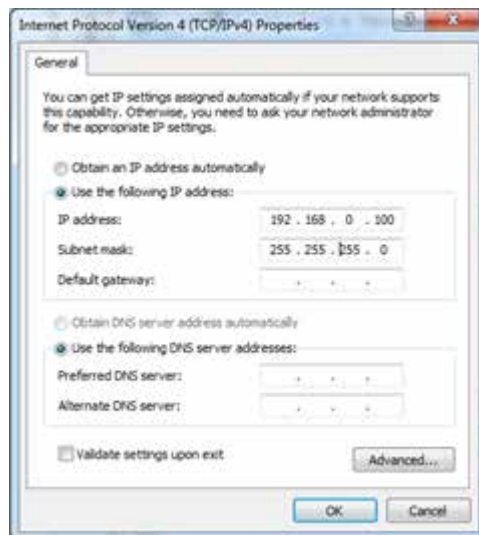 Internet Protocol Version 4 (TCP/IPv4) Properties
General
You can get IP settings assigned automatically if your network supports
this capability. Otherwise, you need to ask your network administrator
for the appropriate IP settings.
Obtain an IP address automatically
Use the following IP address:
IP address: 192 . 168 . 0 . 100
Subnet mask: 255 . 255 . 255 . 0
Default gateway: . . .
Obtain DNS server address automatically
Use the following DNS server addresses:
Preferred DNS server: . . .
Alternate DNS server: . . .
Validate settings upon exit
Advanced...
OK Cancel